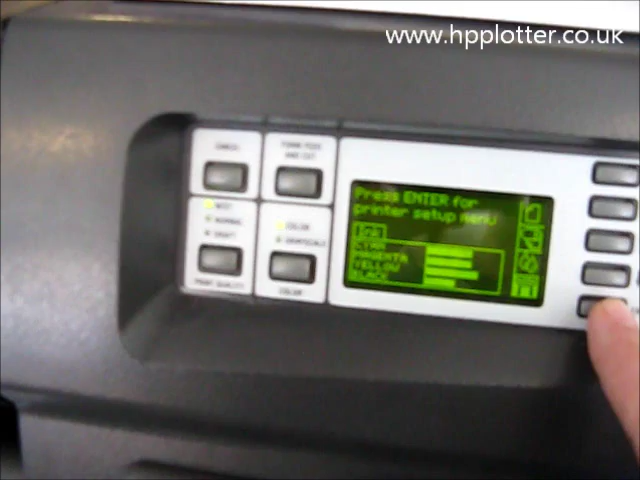 www.hpplotter.co.uk
CANCEL
FORM FEED
AND CUT
Press ENTER for
printer setup menu
BEST
NORMAL
DRAFT
COLOR
GRAYSCALE
Ink
CYAN
MAGENTA
YELLOW
BLACK
PRINT QUALITY
COLOR